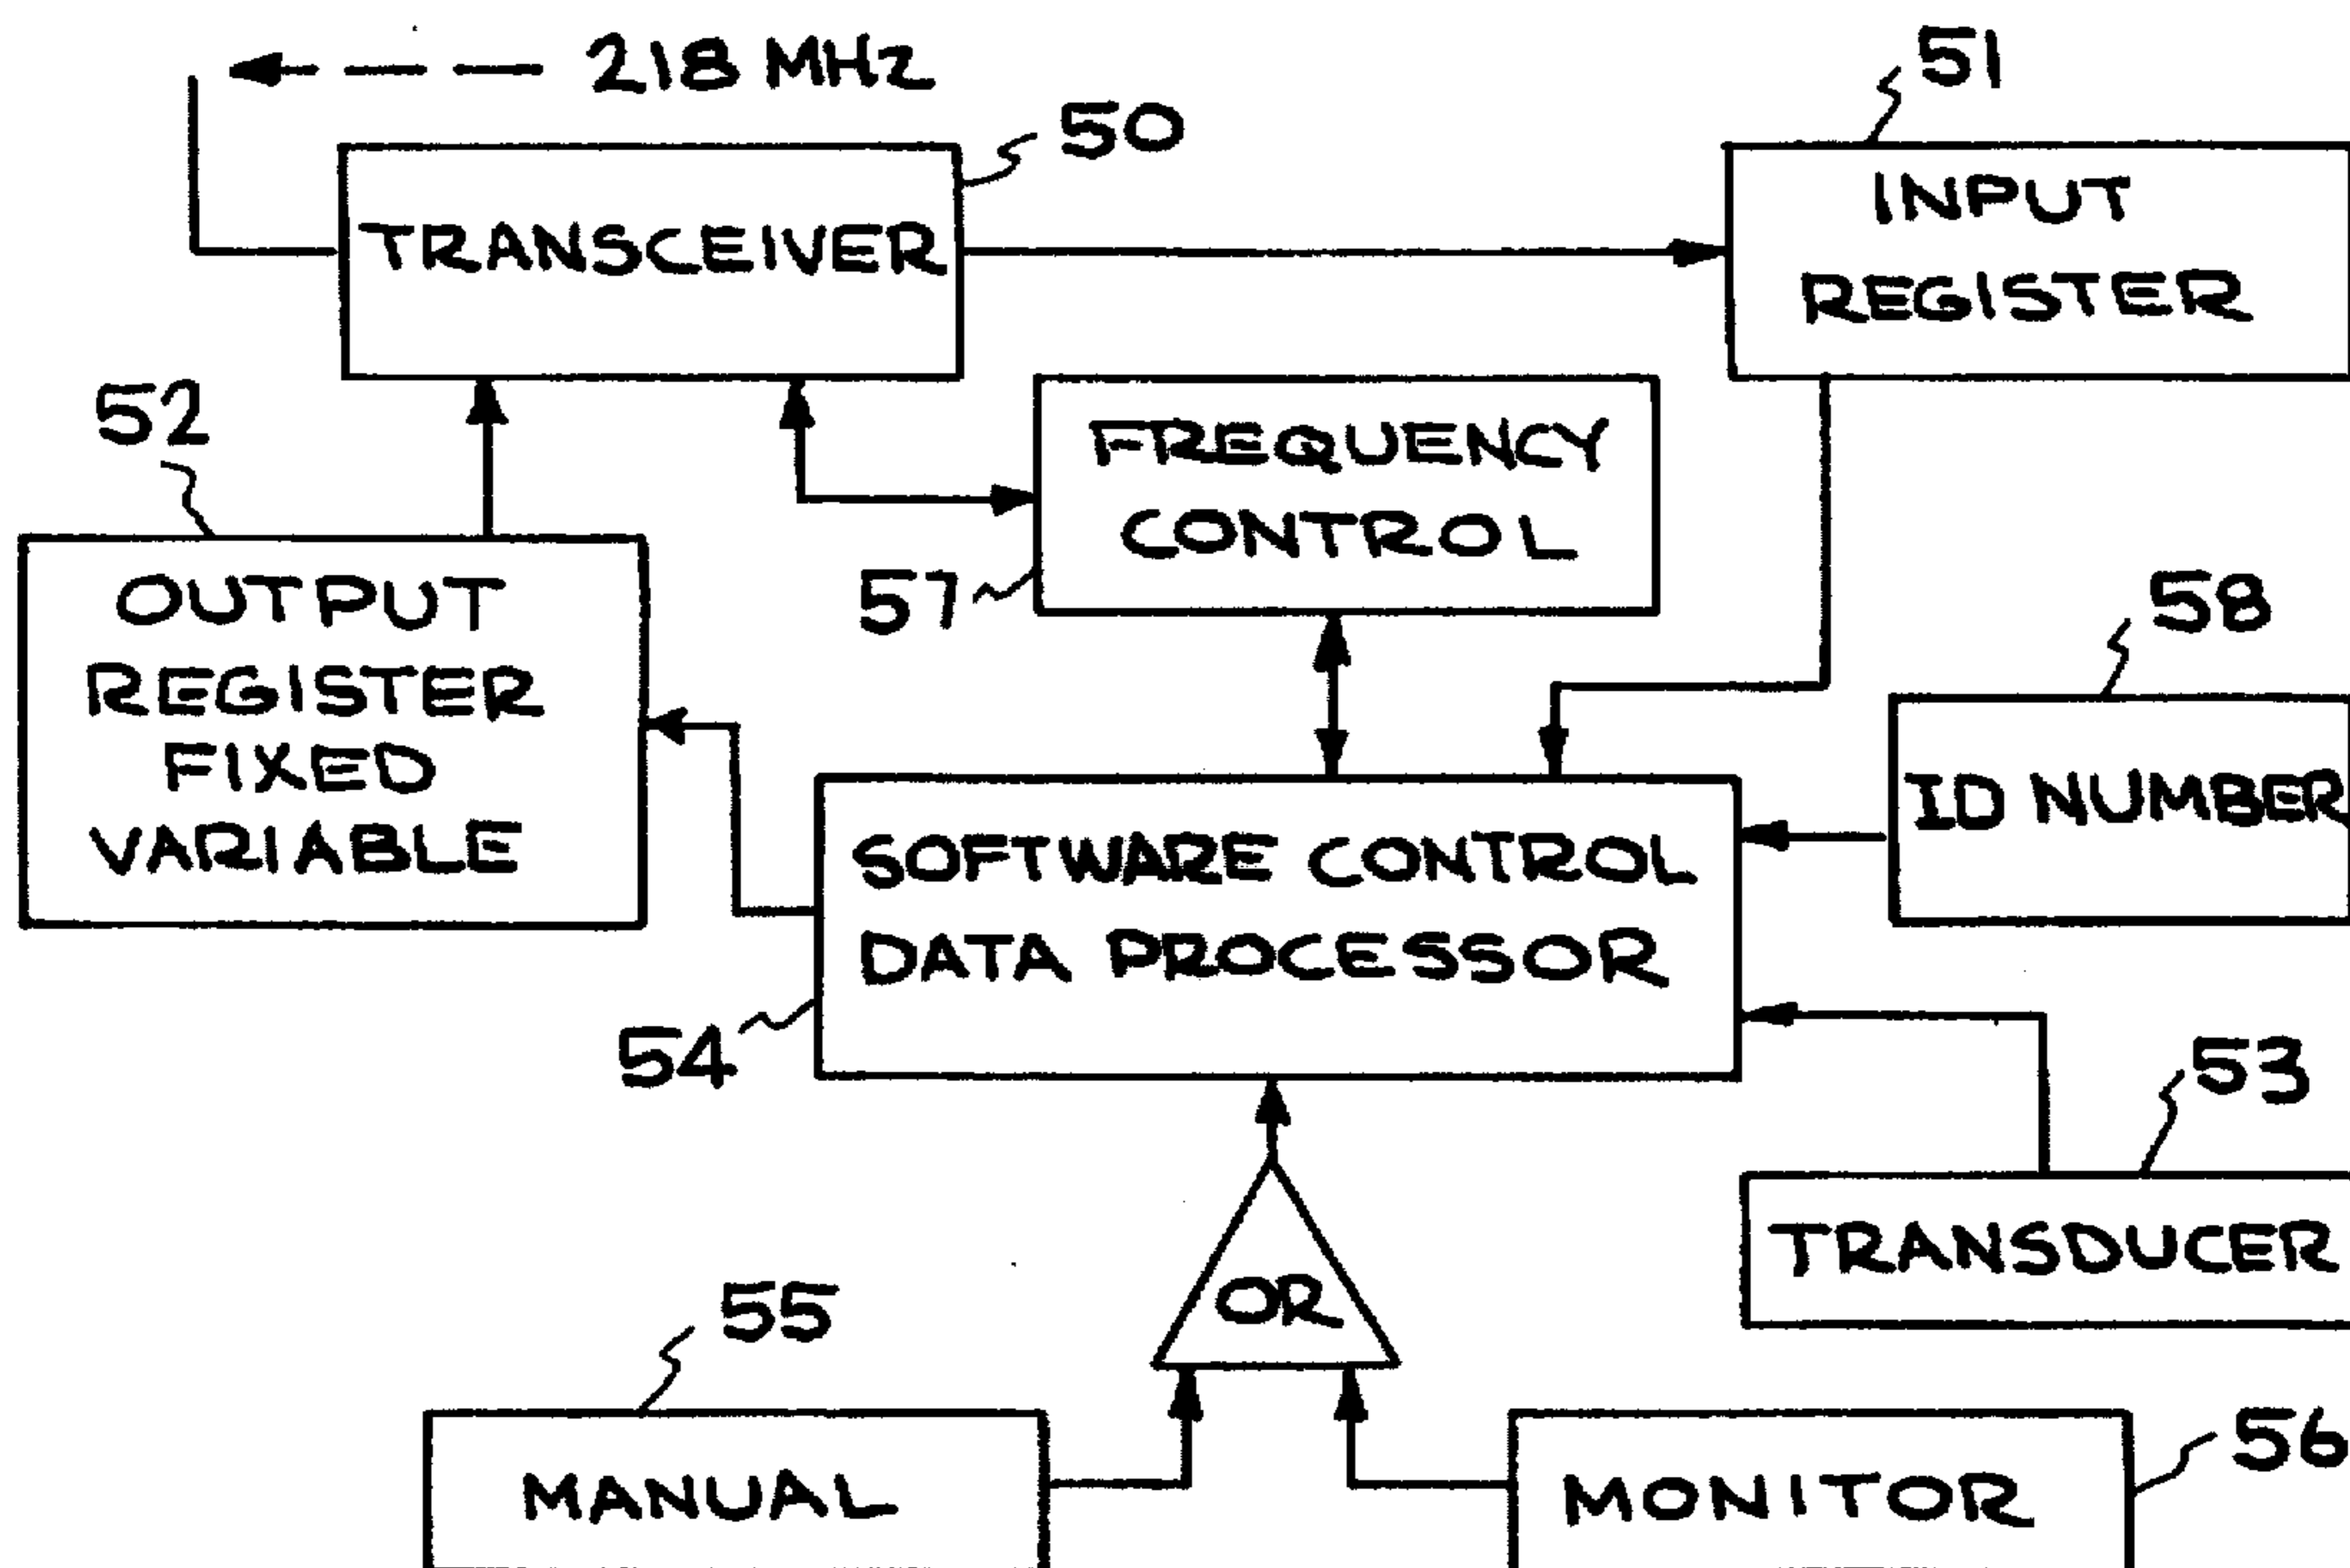 218 MHz
50
51
TRANSCEIVER
INPUT
REGISTER
52
FREQUENCY
CONTROL
57
58
OUTPUT
REGISTER
FIXED
VARIABLE
ID NUMBER
SOFTWARE CONTROL
DATA PROCESSOR
54
53
TRANSDUCER
OR
55
56
MANUAL
MONITOR